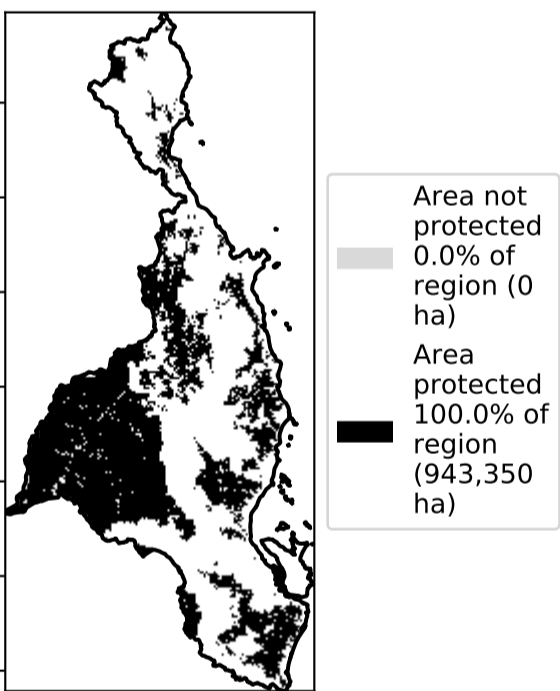 Area not
protected
0.0% of
region (0
ha)
Area
protected
100.0% of
region
(943,350
ha)